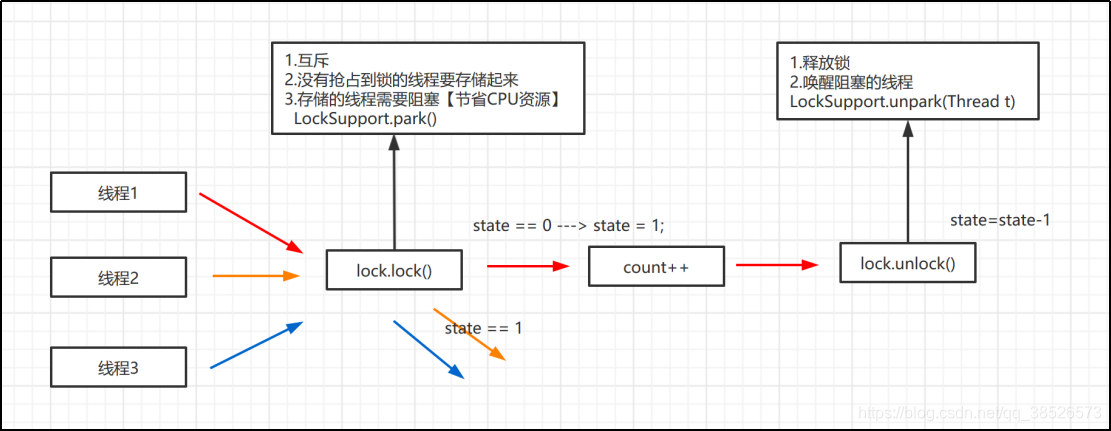 1.互斥
2.没有抢占到锁的线程要存储起来
3.存储的线程需要阻塞【节省CPU资源】
LockSupport.park()
1.释放锁
2.唤醒阻塞的线程
LockSupport.unpark(Thread t)
线程1
state == 0 ---> state = 1;
state=state-1
线程2
lock.lock()
count++
lock.unlock()
state == 1
线程3
https://blog.csdn.net/qq_38526573